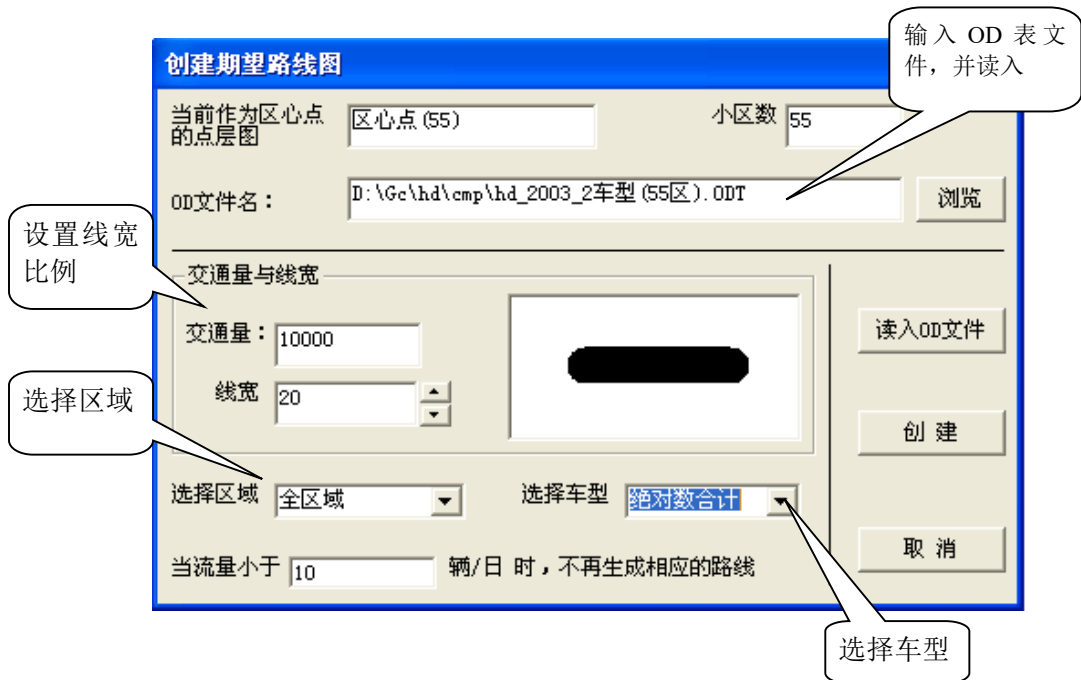 输入 OD 表文
件，并读入
创建期望路线图
当前作为区心点
的点层图
区心点(55)
小区数
55
OD文件名：
D:\Gc\hd\cmp\hd_2003_2车型(55区).ODT
浏览
设置线宽
比例
交通量与线宽
交通量：
10000
线宽
20
读入OD文件
选择区域
创 建
选择区域
全区域
选择车型
绝对数合计
取 消
当流量小于
10
辆/日 时，不再生成相应的路线
选择车型